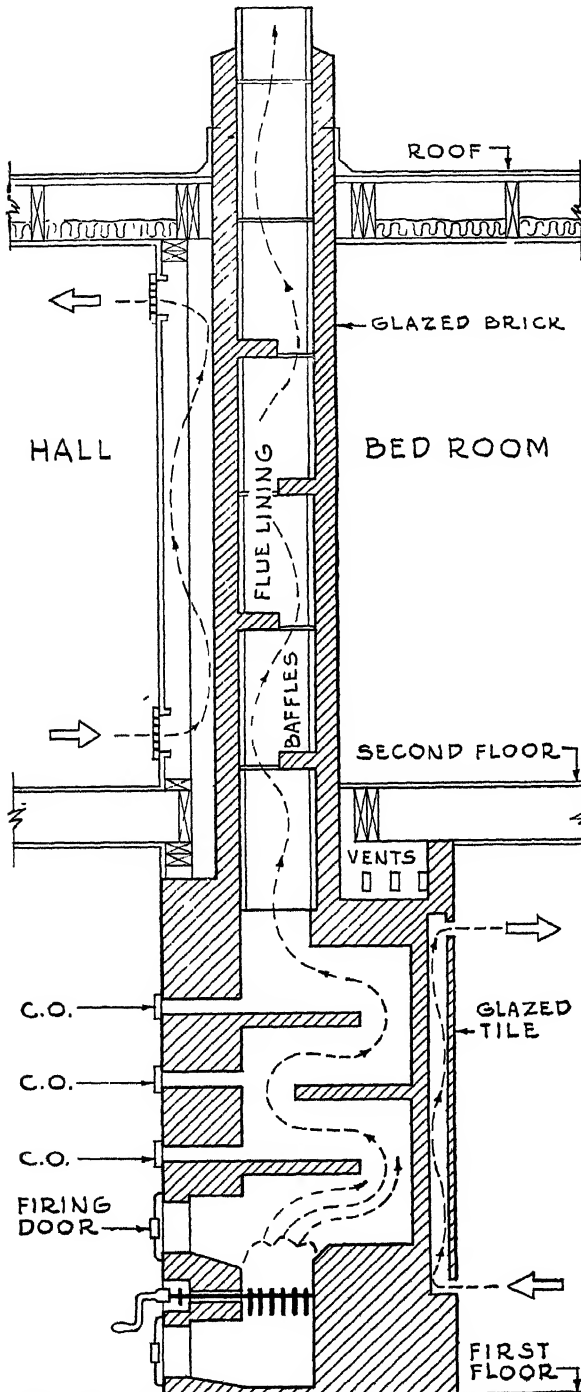 ROOF
GLAZED BRICK
HALL
BED ROOM
FLUE LINING
BAFFLES
SECOND FLOOR
VENTS
C.O.
GLAZED
TILE
C.O.
C.O.
FIRING
DOOR
FIRST
FLOOR